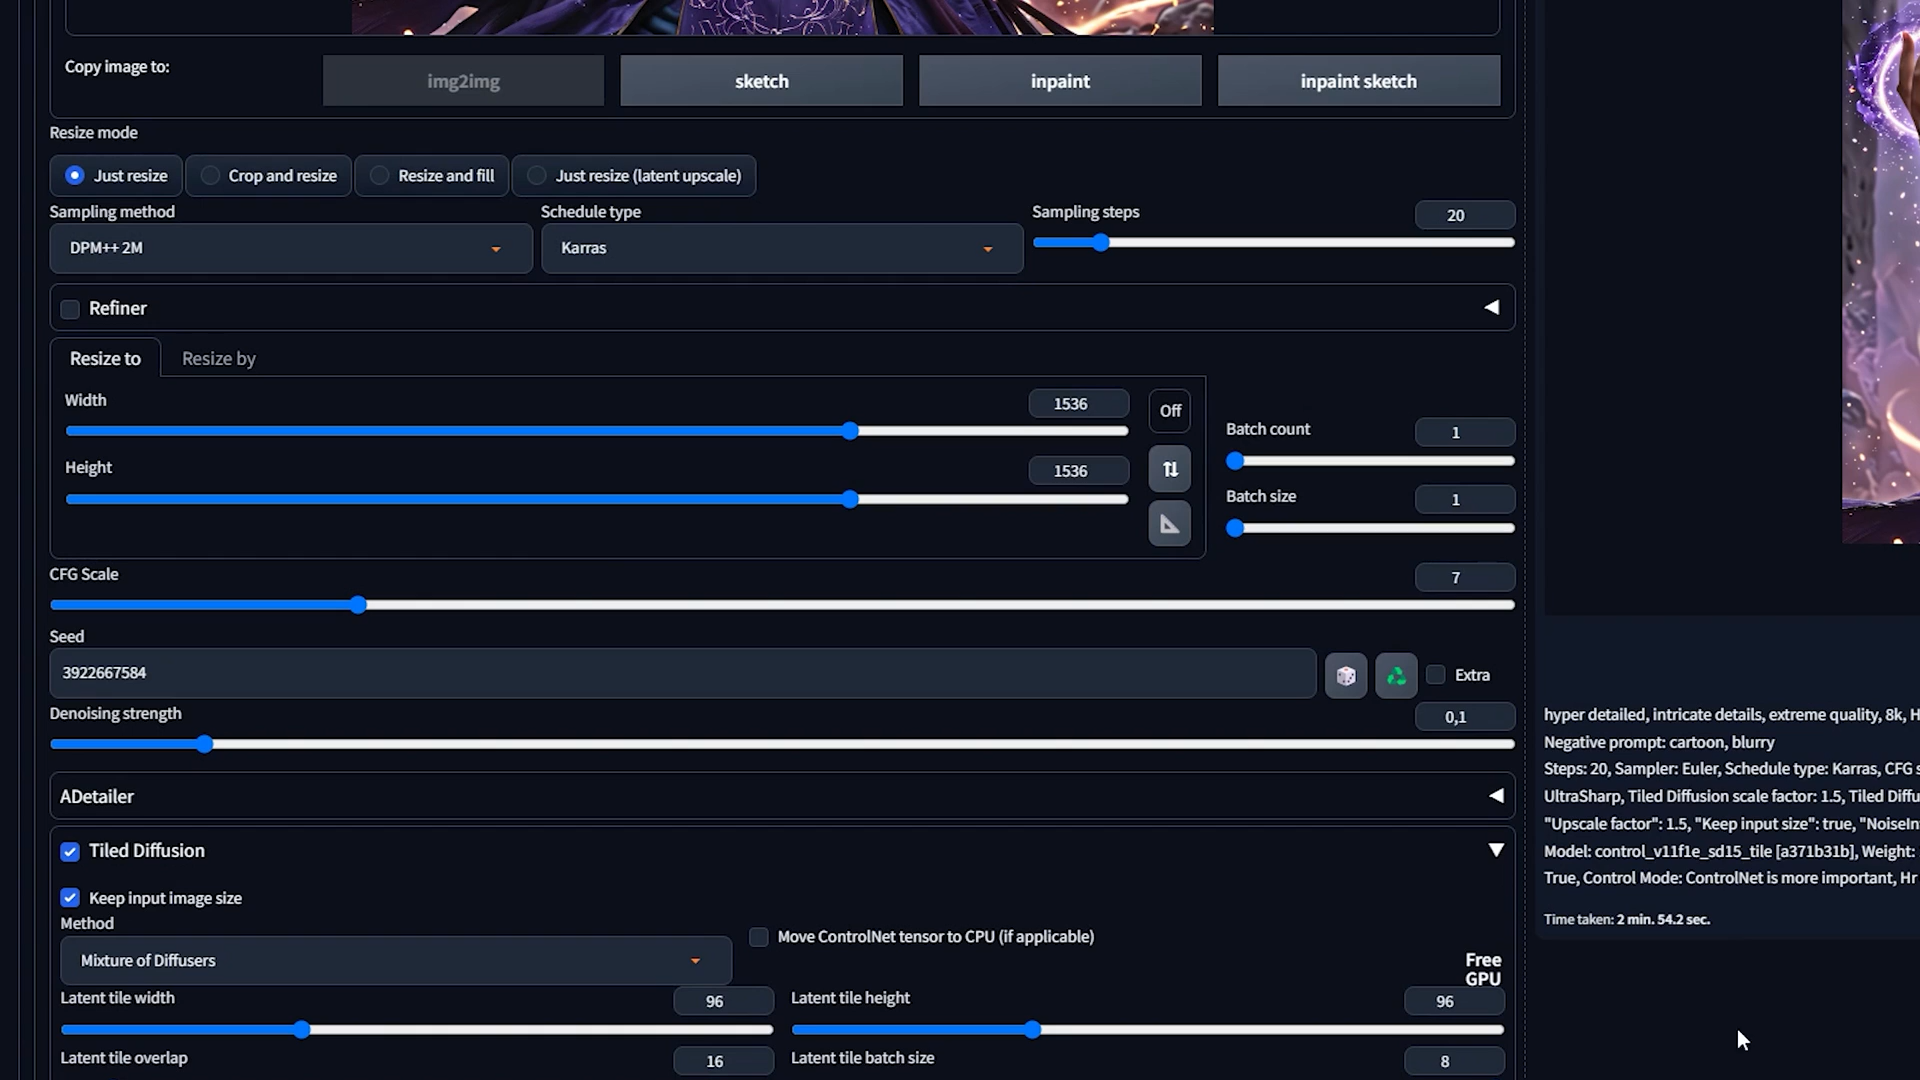 Copy image to:
img2img
sketch
inpaint
inpaint sketch
Resize mode
Just resize
Crop and resize
Resize and fill
Just resize (latent upscale)
Sampling method
Schedule type
Sampling steps
20
DPM++ 2M
Karras
Refiner
Resize to
Resize by
Width
1536
Off
Height
1536
Batch count
1
Batch size
1
CFG Scale
7
Seed
3922667584
Extra
Denoising strength
0,1
ADetailer
Tiled Diffusion
Keep input image size
Method
Mixture of Diffusers
Move ControlNet tensor to CPU (if applicable)
Free
GPU
Latent tile width
96
Latent tile height
96
Latent tile overlap
16
Latent tile batch size
8
hyper detailed, intricate details, extreme quality, 8k, H
Negative prompt: cartoon, blurry
Steps: 20, Sampler: Euler, Schedule type: Karras, CFG s
UltraSharp, Tiled Diffusion scale factor: 1.5, Tiled Diffu
"Upscale factor": 1.5, "Keep input size": true, "NoiseIn
Model: control_v11f1e_sd15_tile [a371b31b], Weight:
True, Control Mode: ControlNet is more important, Hr
Time taken: 2 min. 54.2 sec.